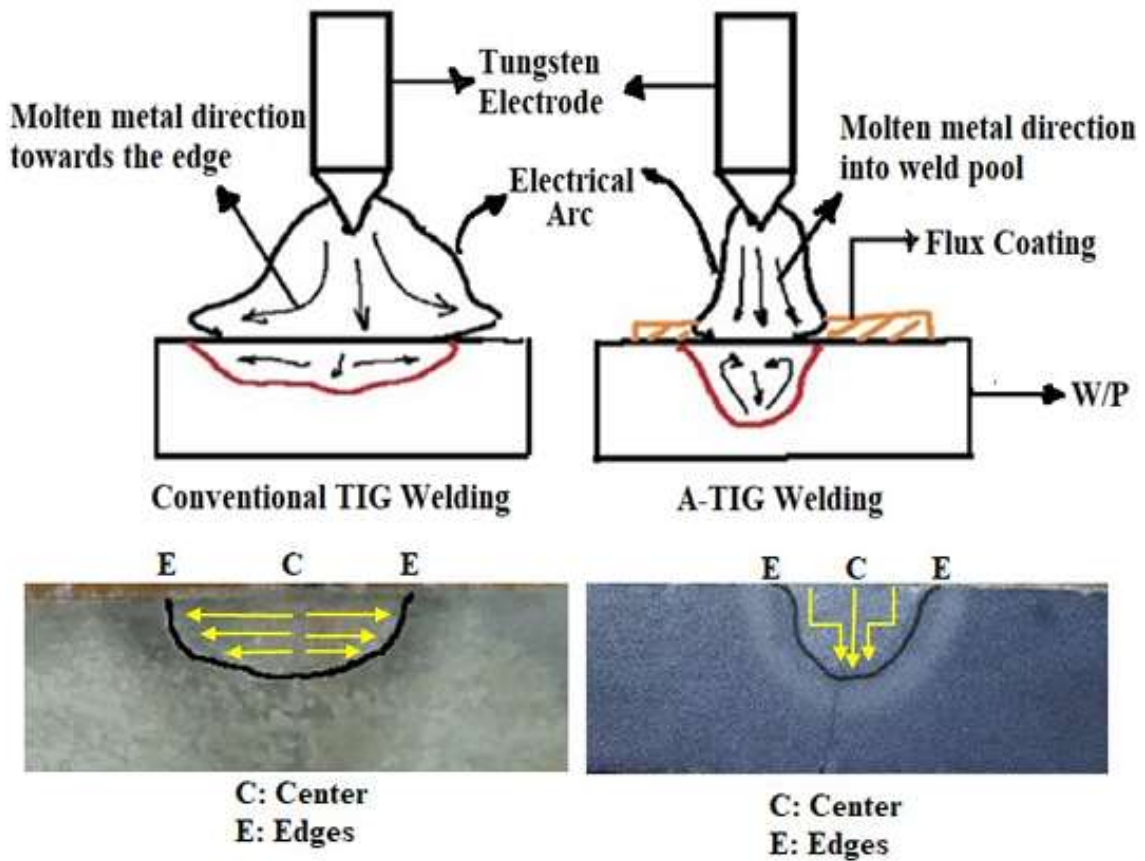 Tungsten
Electrode
Molten metal direction
towards the edge
Molten metal direction
into weld pool
Electrical
Arc
Flux Coating
W/P
Conventional TIG Welding
A-TIG Welding
E C E
E C E
C: Center
E: Edges
C: Center
E: Edges